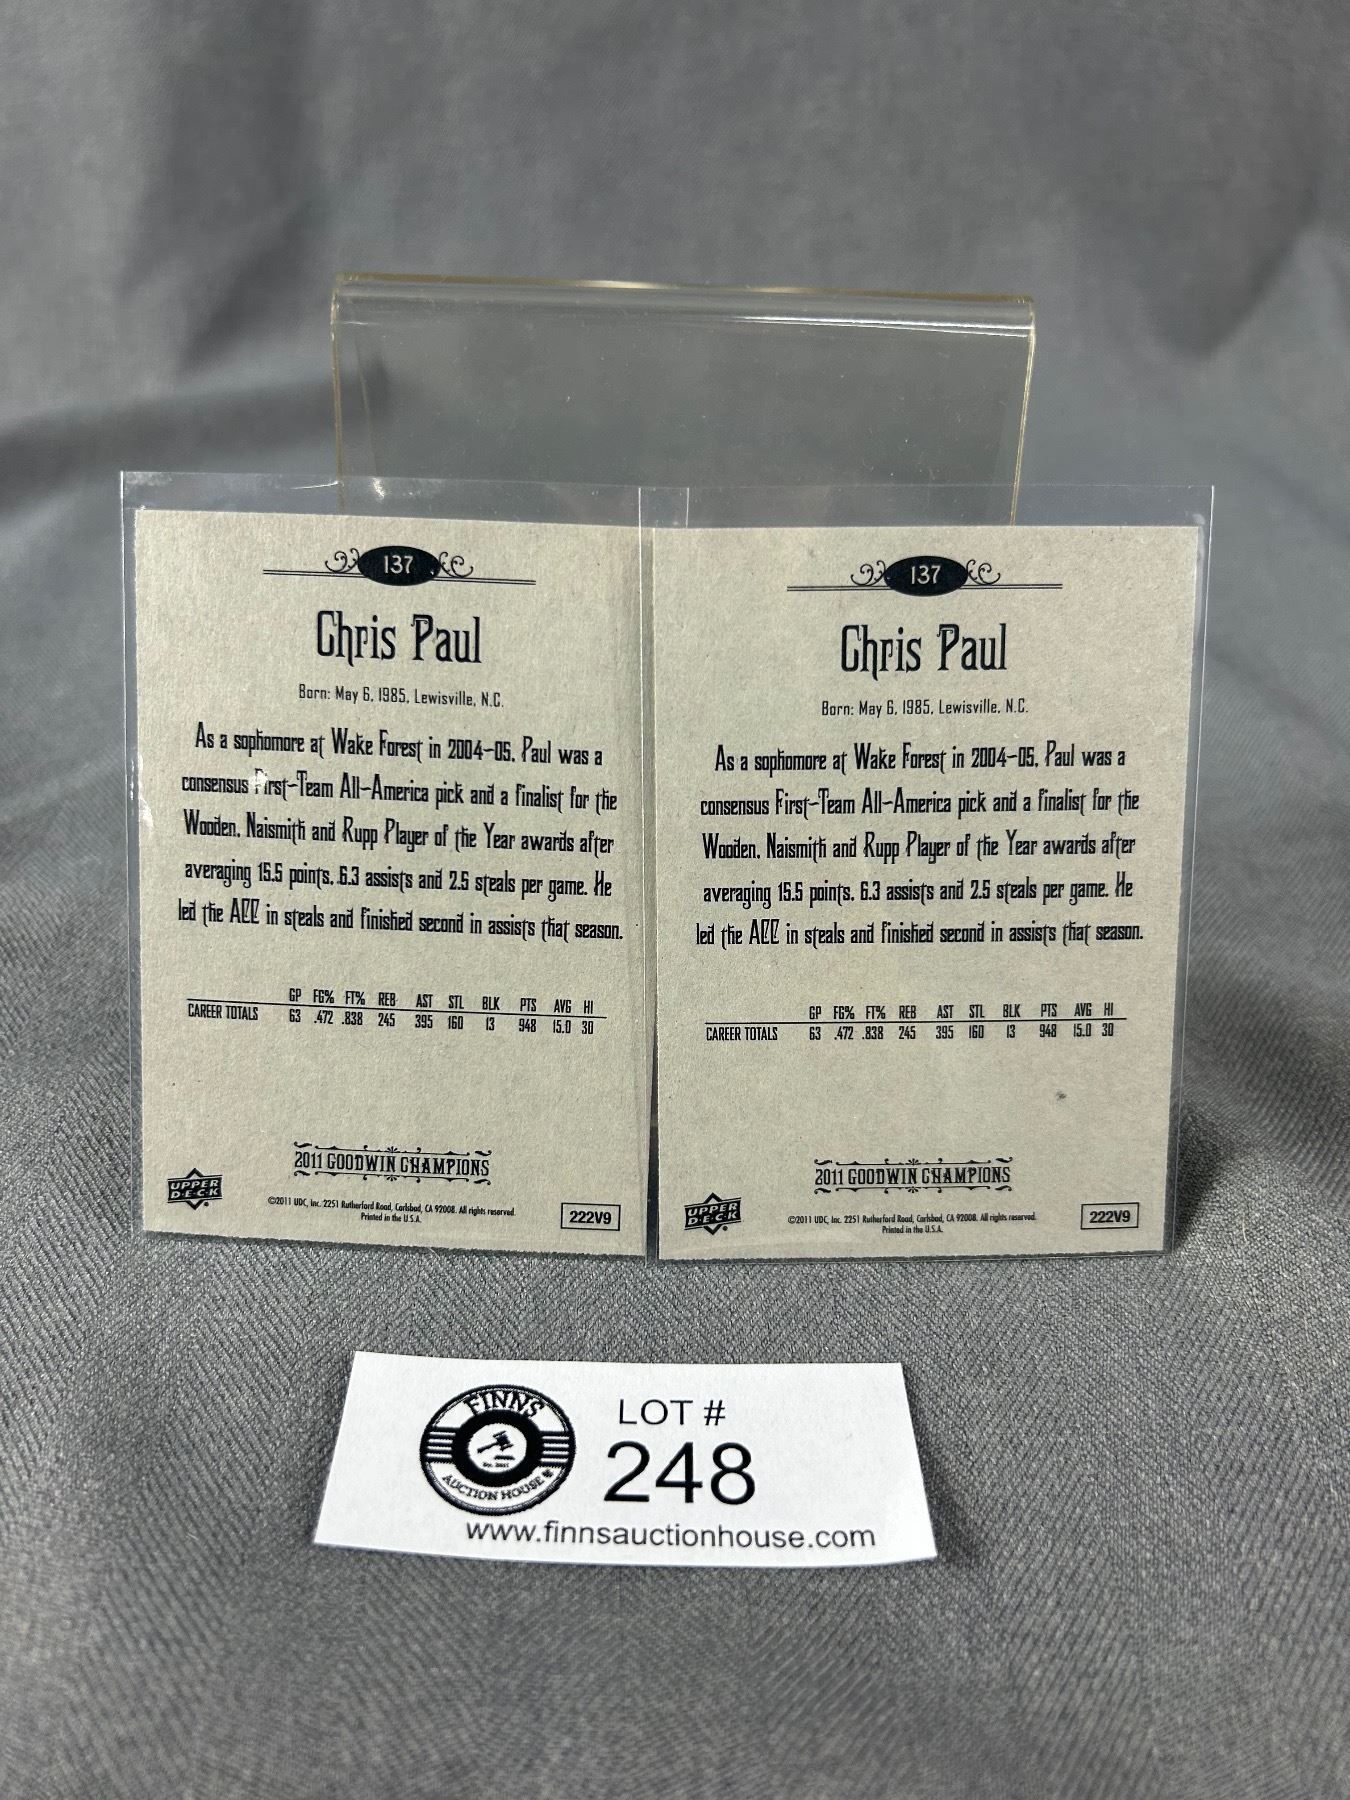 137
Chris Paul
Born: May 6, 1985, Lewisville, N.C.
As a sophomore at Wake Forest in 2004-05, Paul was a
consensus First-Team All-America pick and a finalist for the
Wooden, Naismith and Rupp Player of the Year awards after
averaging 15.5 points, 6.3 assists and 2.5 steals per game. He
led the ACC in steals and finished second in assists that season.
GP FG% FT% REB AST STL BLK PTS AVG HI
CAREER TOTALS 63 .472 .838 245 395 160 13 948 15.0 30
2011 GOODWIN CHAMPIONS
UPPER
D·E·C·K
©2011 UDC, Inc. 2251 Rutherford Road, Carlsbad, CA 92008. All rights reserved.
Printed in the U.S.A.
222V9
137
Chris Paul
Born: May 6, 1985, Lewisville, N.C.
As a sophomore at Wake Forest in 2004-05, Paul was a
consensus First-Team All-America pick and a finalist for the
Wooden, Naismith and Rupp Player of the Year awards after
averaging 15.5 points, 6.3 assists and 2.5 steals per game. He
led the ACC in steals and finished second in assists that season.
GP FG% FT% REB AST STL BLK PTS AVG HI
CAREER TOTALS 63 .472 .838 245 395 160 13 948 15.0 30
2011 GOODWIN CHAMPIONS
UPPER
D·E·C·K
©2011 UDC, Inc. 2251 Rutherford Road, Carlsbad, CA 92008. All rights reserved.
Printed in the U.S.A.
222V9
FINNS
AUCTION HOUSE
LOT #
248
www.finnsauctionhouse.com